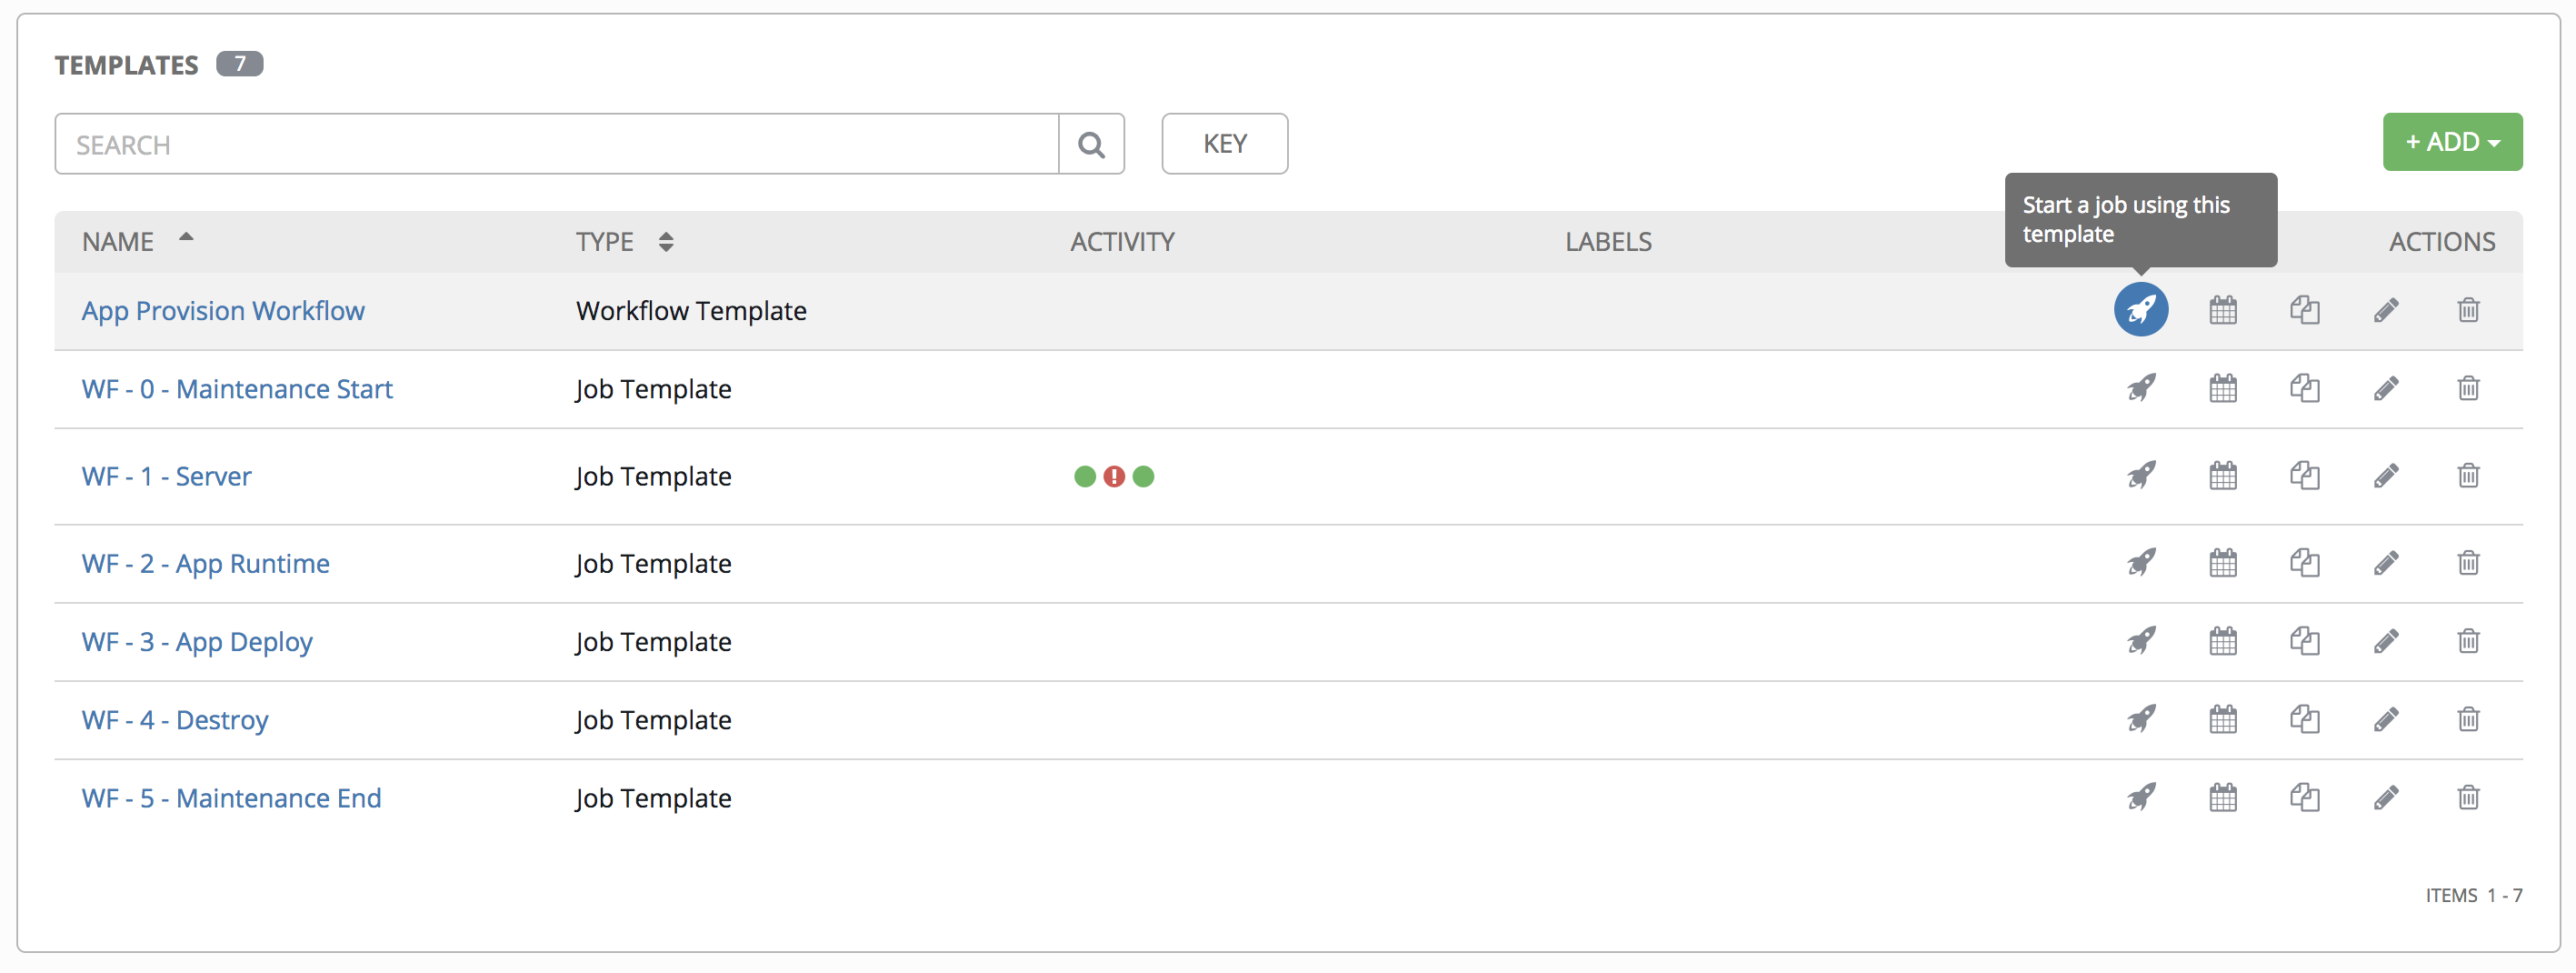 TEMPLATES 7
SEARCH KEY + ADD
Start a job using this
template
NAME TYPE ACTIVITY LABELS ACTIONS
App Provision Workflow Workflow Template
WF - 0 - Maintenance Start Job Template
WF - 1 - Server Job Template
WF - 2 - App Runtime Job Template
WF - 3 - App Deploy Job Template
WF - 4 - Destroy Job Template
WF - 5 - Maintenance End Job Template
ITEMS 1 - 7